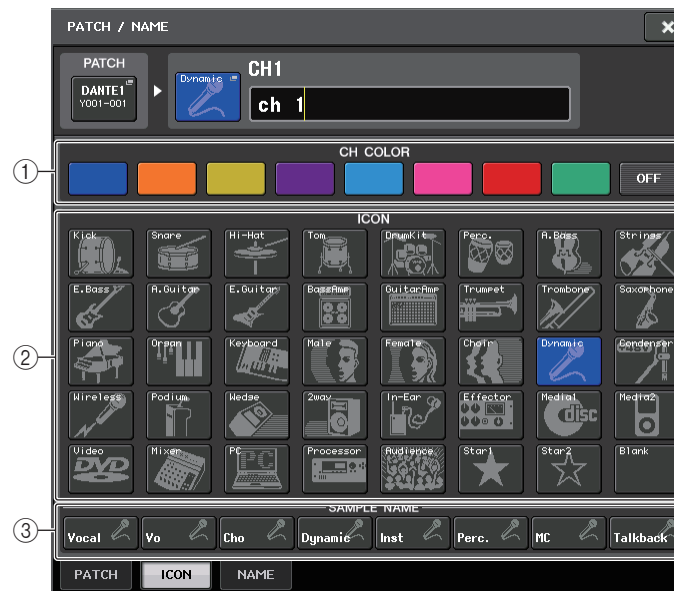 PATCH / NAME
PATCH
DANTE1
Y001-001
Dynamic
CH1
ch 1
1
CH COLOR
OFF
2
ICON
Kick Snare Hi-Hat Tom DrumKit Perc. A.Bass Strings
E.Bass A.Guitar E.Guitar BassAmp GuitarAmp Trumpet Trombone Saxophone
Piano Organ Keyboard Male Female Choir Dynamic Condenser
Wireless Podium Wedge 2way In-Ear Effector Media1 Media2
disc
Video Mixer PC Processor Audience Star1 Star2 Blank
DVD PC
3
SAMPLE NAME
Vocal Vo Cho Dynamic Inst Perc. MC Talkback
PATCH ICON NAME